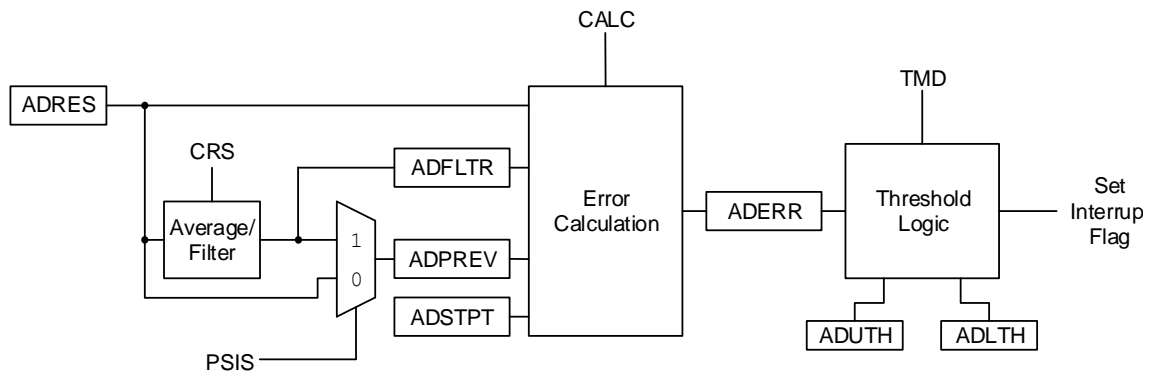 CALC
ADRES
TMD
CRS
ADFLTR
Average/
Filter
1
0
ADPREV
ADSTPT
PSIS
Error
Calculation
ADERR
Threshold
Logic
Set
Interrup
Flag
ADUTH
ADLTH